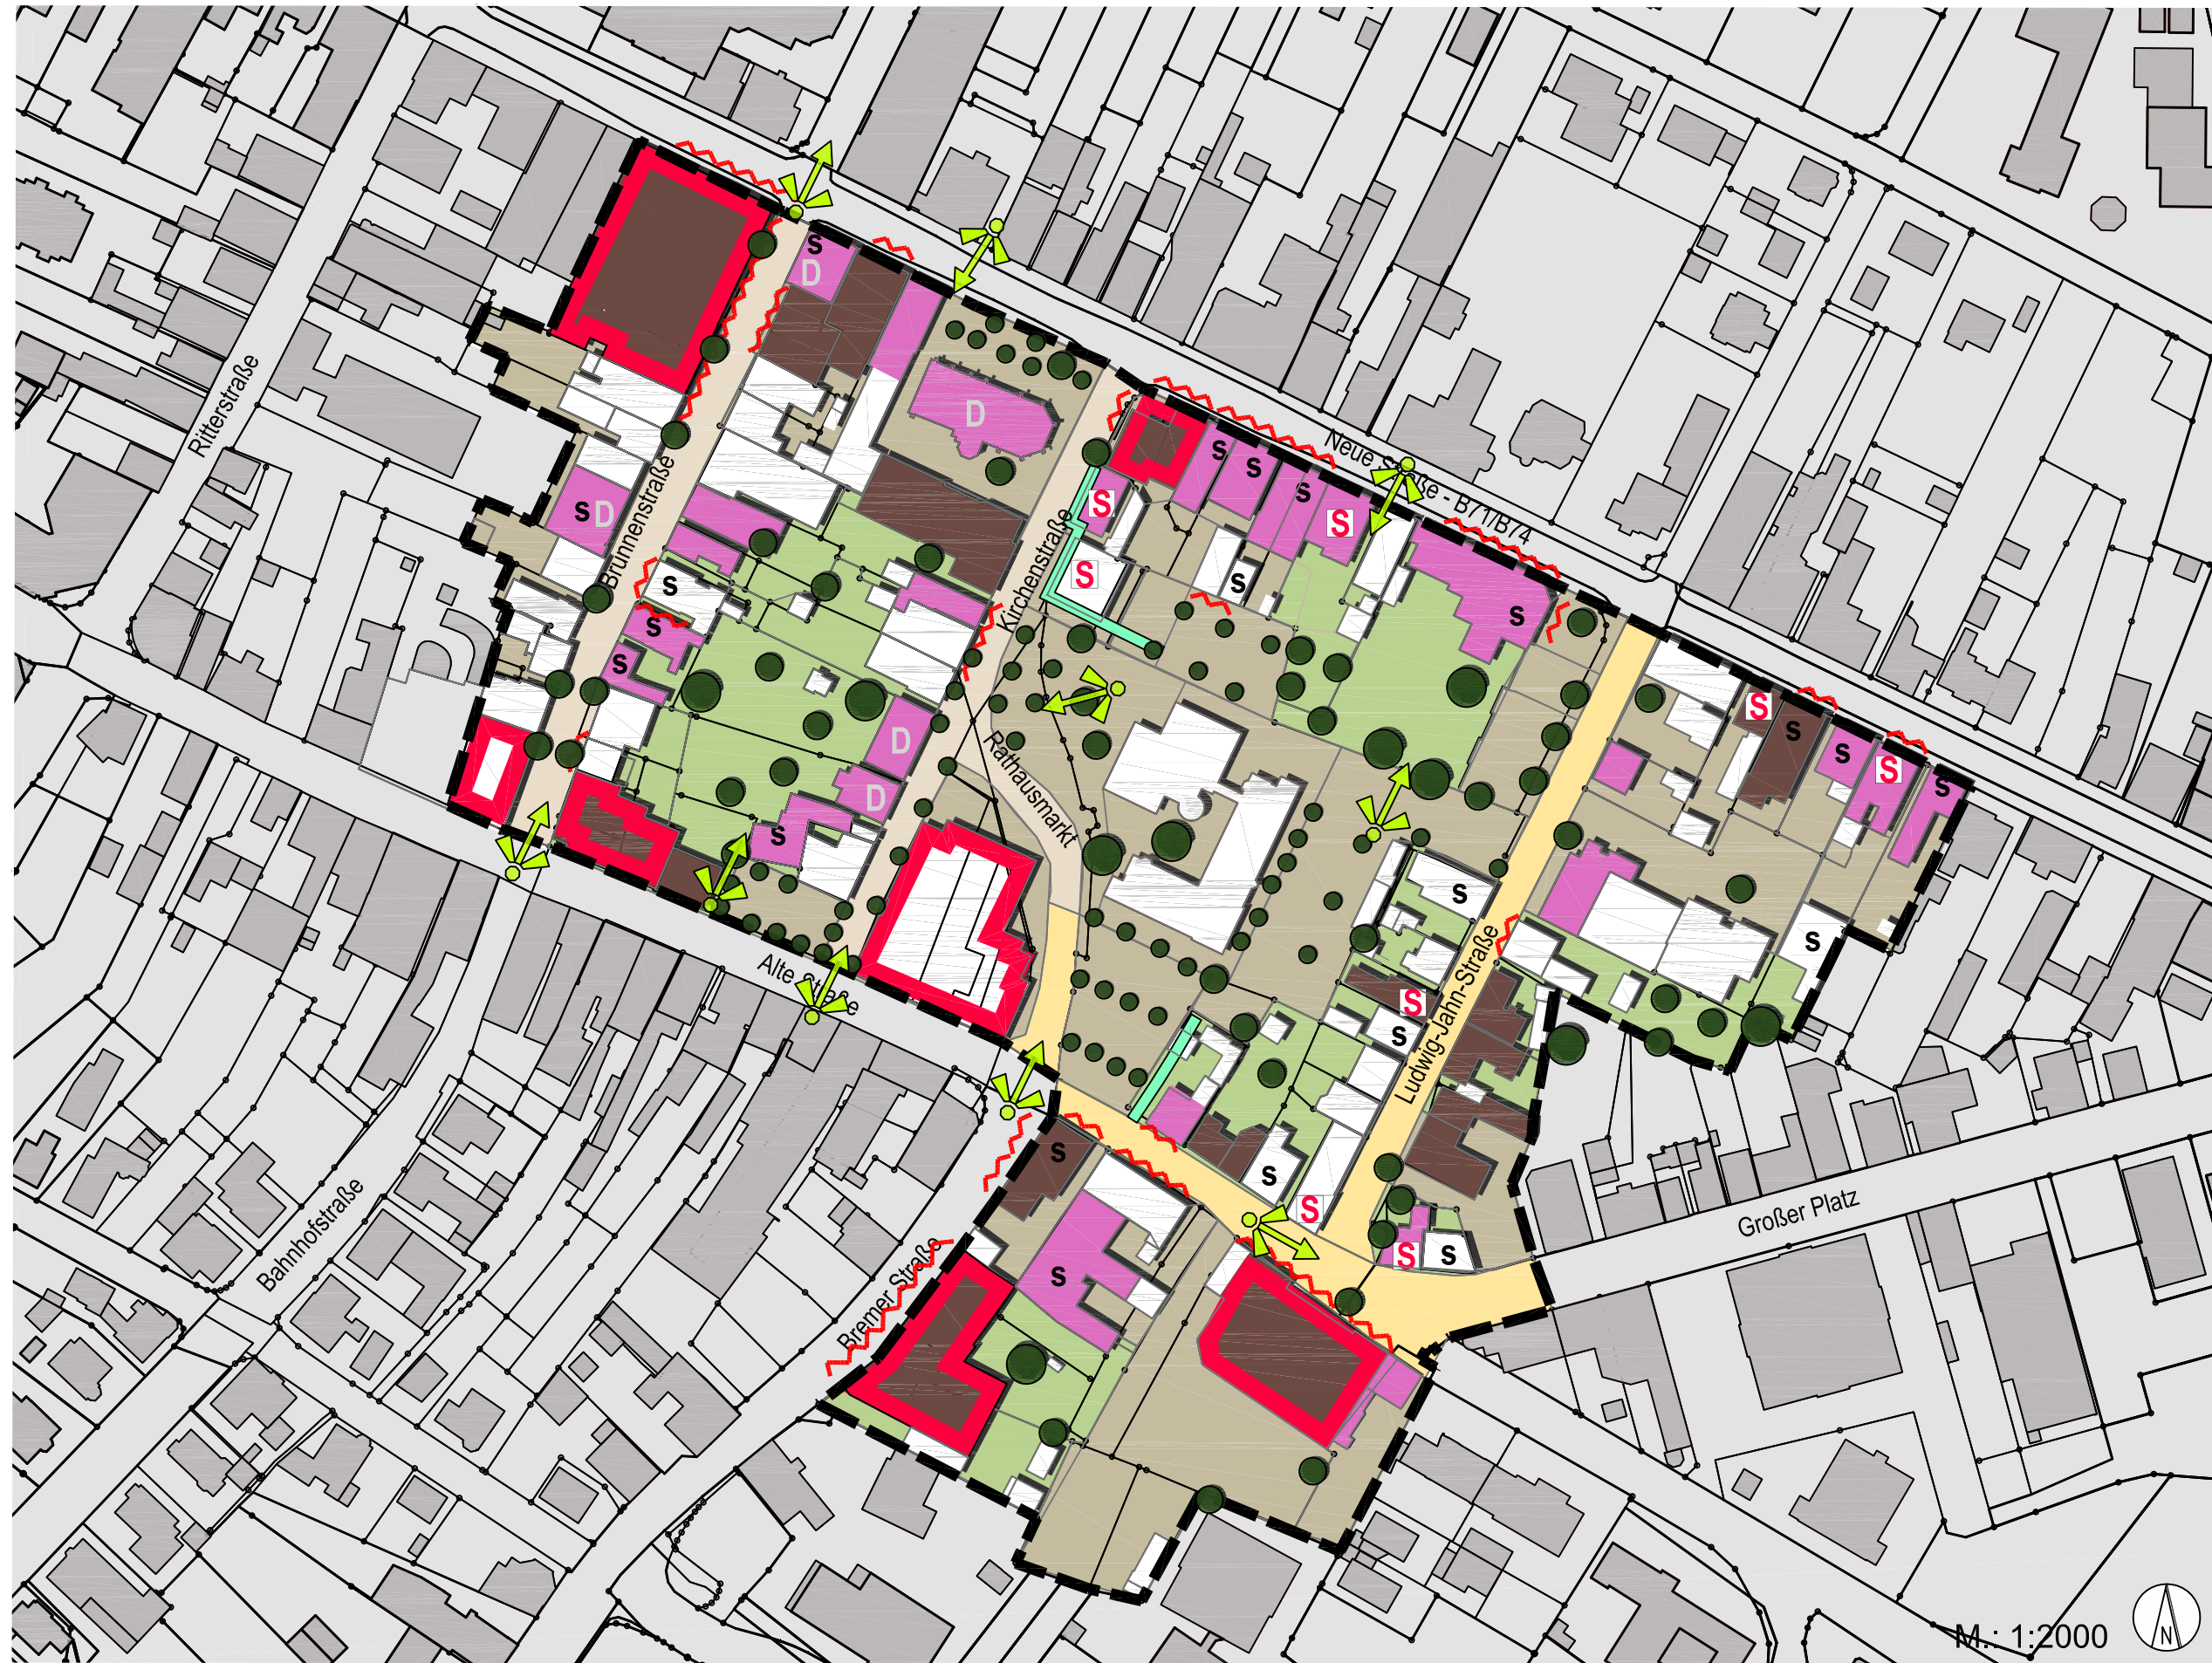 S
D
D
Ritterstraße
Neue Straße - B71/B74
S
S
S
S
S
S D
Brunnenstraße
Kirchenstraße
S
S
S
S
S
S
S
S
S
S
D
Rathausmarkt
S
S
S
D
S
S
S
Alte Straße
S
S
Ludwig-Jahn-Straße
S
S
S
Bahnhofstraße
Großer Platz
Bremer Straße
S
S
S
M.: 1:2000
N